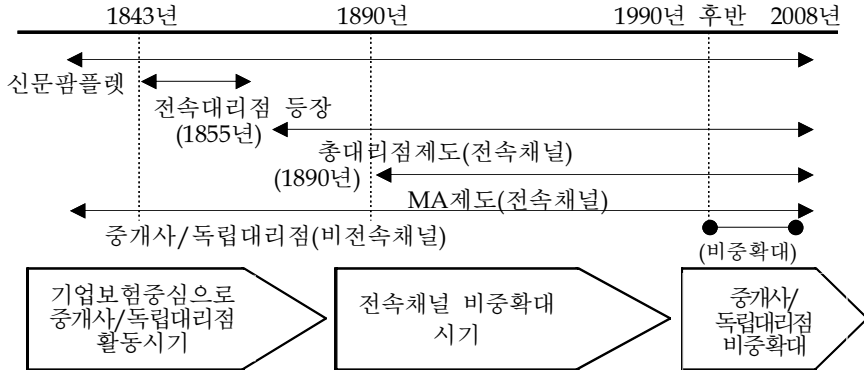 1843년 1890년 1990년 후반 2008년
신문팜플렛
전속대리점 등장
(1855년)
총대리점제도(전속채널)
(1890년)
MA제도(전속채널)
중개사/독립대리점(비전속채널)
(비중확대)
기업보험중심으로
중개사/독립대리점
활동시기
전속채널 비중확대
시기
중개사/
독립대리점
비중확대